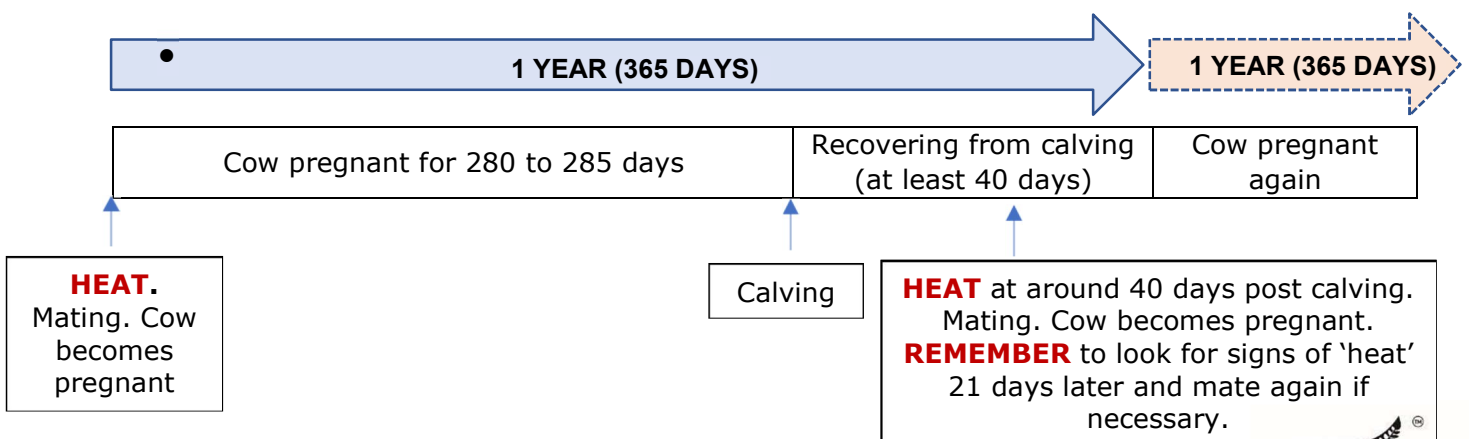 1 YEAR (365 DAYS)
1 YEAR (365 DAYS)
Cow pregnant for 280 to 285 days
Recovering from calving
(at least 40 days)
Cow pregnant
again
HEAT.
Mating. Cow
becomes
pregnant
Calving
HEAT at around 40 days post calving.
Mating. Cow becomes pregnant.
REMEMBER to look for signs of ‘heat’
21 days later and mate again if
necessary.
TM